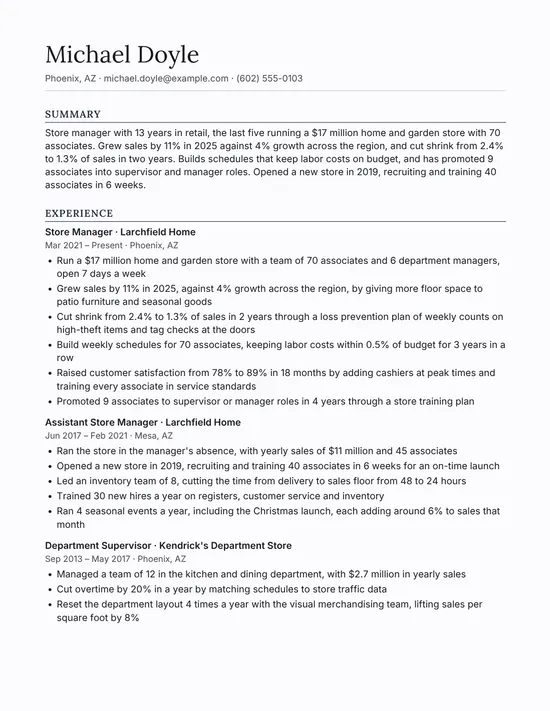 Michael Doyle
Phoenix, AZ · michael.doyle@example.com · (602) 555-0103
SUMMARY
Store manager with 13 years in retail, the last five running a $17 million home and garden store with 70
associates. Grew sales by 11% in 2025 against 4% growth across the region, and cut shrink from 2.4%
to 1.3% of sales in two years. Builds schedules that keep labor costs on budget, and has promoted 9
associates into supervisor and manager roles. Opened a new store in 2019, recruiting and training 40
associates in 6 weeks.
EXPERIENCE
Store Manager · Larchfield Home
Mar 2021 – Present · Phoenix, AZ
• Run a $17 million home and garden store with a team of 70 associates and 6 department managers,
open 7 days a week
• Grew sales by 11% in 2025, against 4% growth across the region, by giving more floor space to
patio furniture and seasonal goods
• Cut shrink from 2.4% to 1.3% of sales in 2 years through a loss prevention plan of weekly counts on
high-theft items and tag checks at the doors
• Build weekly schedules for 70 associates, keeping labor costs within 0.5% of budget for 3 years in a
row
• Raised customer satisfaction from 78% to 89% in 18 months by adding cashiers at peak times and
training every associate in service standards
• Promoted 9 associates to supervisor or manager roles in 4 years through a store training plan
Assistant Store Manager · Larchfield Home
Jun 2017 – Feb 2021 · Mesa, AZ
• Ran the store in the manager's absence, with yearly sales of $11 million and 45 associates
• Opened a new store in 2019, recruiting and training 40 associates in 6 weeks for an on-time launch
• Led an inventory team of 8, cutting the time from delivery to sales floor from 48 to 24 hours
• Trained 30 new hires a year on registers, customer service and inventory
• Ran 4 seasonal events a year, including the Christmas launch, each adding around 6% to sales that
month
Department Supervisor · Kendrick's Department Store
Sep 2013 – May 2017 · Phoenix, AZ
• Managed a team of 12 in the kitchen and dining department, with $2.7 million in yearly sales
• Cut overtime by 20% in a year by matching schedules to store traffic data
• Reset the department layout 4 times a year with the visual merchandising team, lifting sales per
square foot by 8%